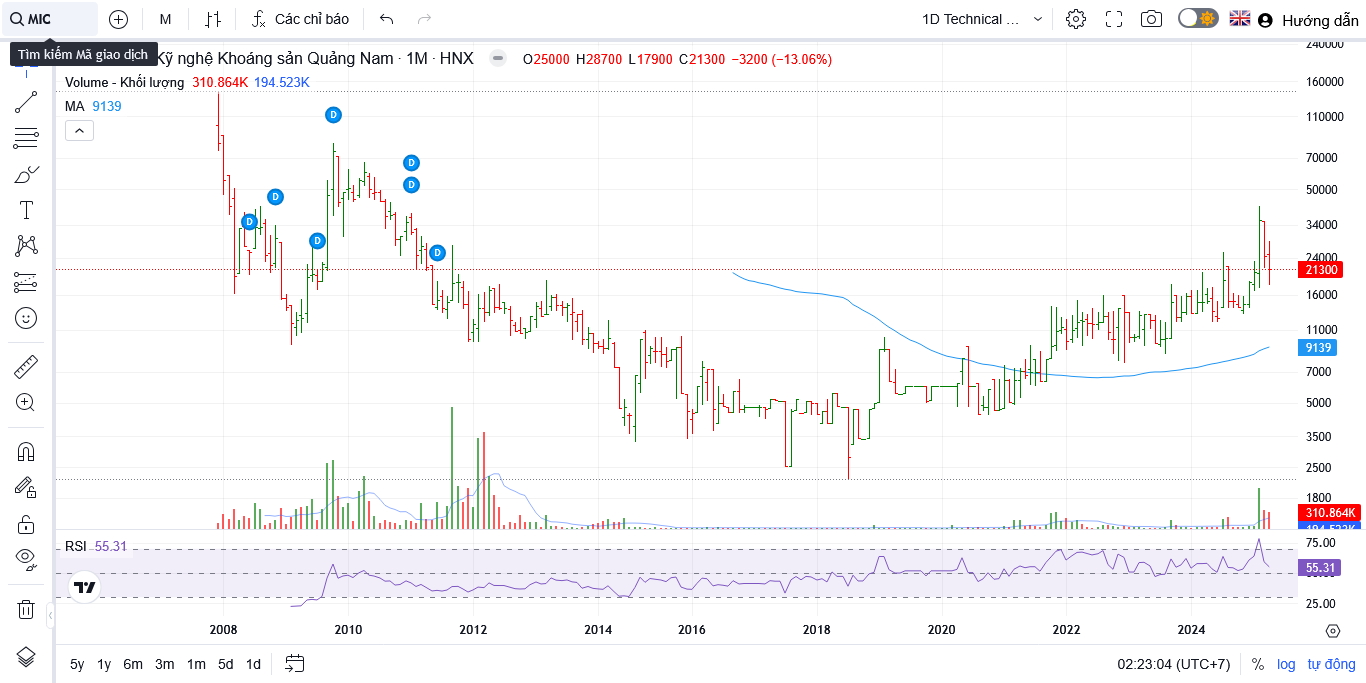 MIC
M
Các chỉ báo
1D Technical ...
Hướng dẫn
Tìm kiếm Mã giao dịch
Kỹ nghệ Khoáng sản Quảng Nam · 1M · HNX
O25000 H28700 L17900 C21300 −3200 (−13.06%)
Volume - Khối lượng 310.864K 194.523K
MA 9139
D
D
D
D
D
D
D
240000
160000
110000
70000
50000
34000
24000
21300
16000
11000
9139
7000
5000
3500
2500
1800
310.864K
194.523K
RSI 55.31
75.00
55.31
25.00
2008 2010 2012 2014 2016 2018 2020 2022 2024
5y 1y 6m 3m 1m 5d 1d
02:23:04 (UTC+7) % log tự động